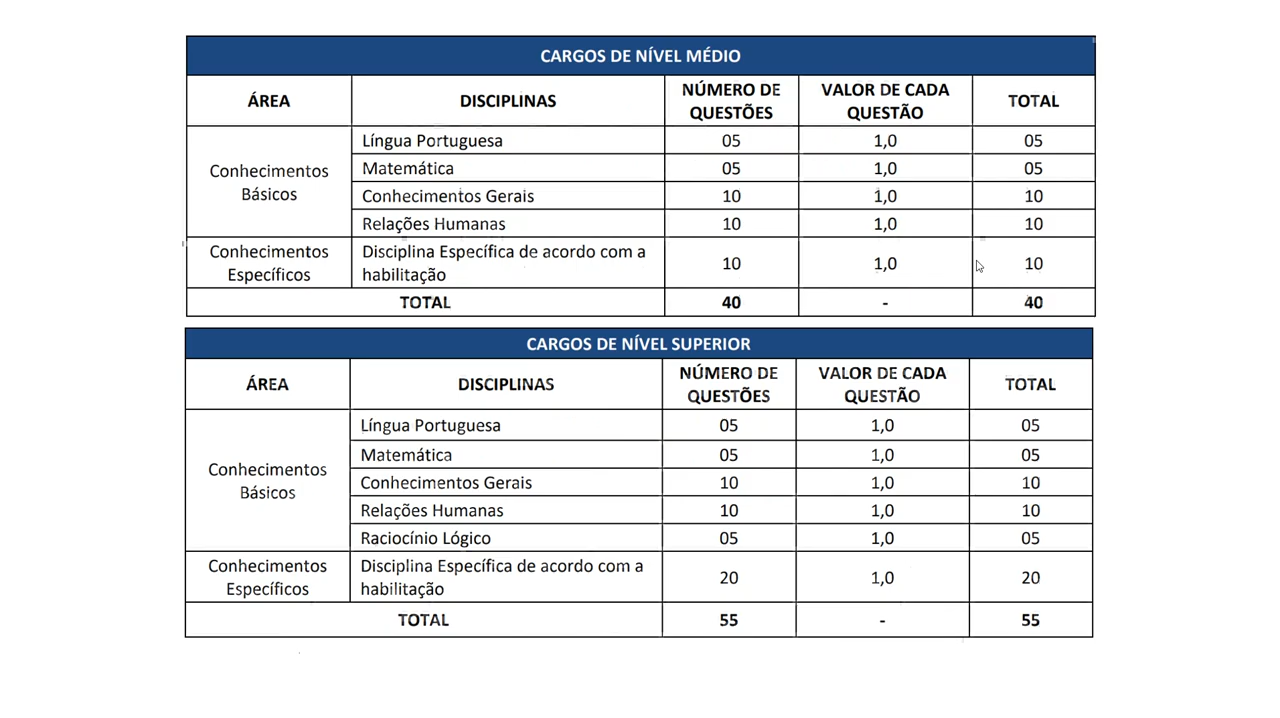 CARGOS DE NÍVEL MÉDIO
ÁREA DISCIPLINAS NÚMERO DE QUESTÕES VALOR DE CADA QUESTÃO TOTAL
Conhecimentos Básicos
Língua Portuguesa 05 1,0 05
Matemática 05 1,0 05
Conhecimentos Gerais 10 1,0 10
Relações Humanas 10 1,0 10
Conhecimentos Específicos
Disciplina Específica de acordo com a habilitação 10 1,0 10
TOTAL 40 - 40
CARGOS DE NÍVEL SUPERIOR
ÁREA DISCIPLINAS NÚMERO DE QUESTÕES VALOR DE CADA QUESTÃO TOTAL
Conhecimentos Básicos
Língua Portuguesa 05 1,0 05
Matemática 05 1,0 05
Conhecimentos Gerais 10 1,0 10
Relações Humanas 10 1,0 10
Raciocínio Lógico 05 1,0 05
Conhecimentos Específicos
Disciplina Específica de acordo com a habilitação 20 1,0 20
TOTAL 55 - 55